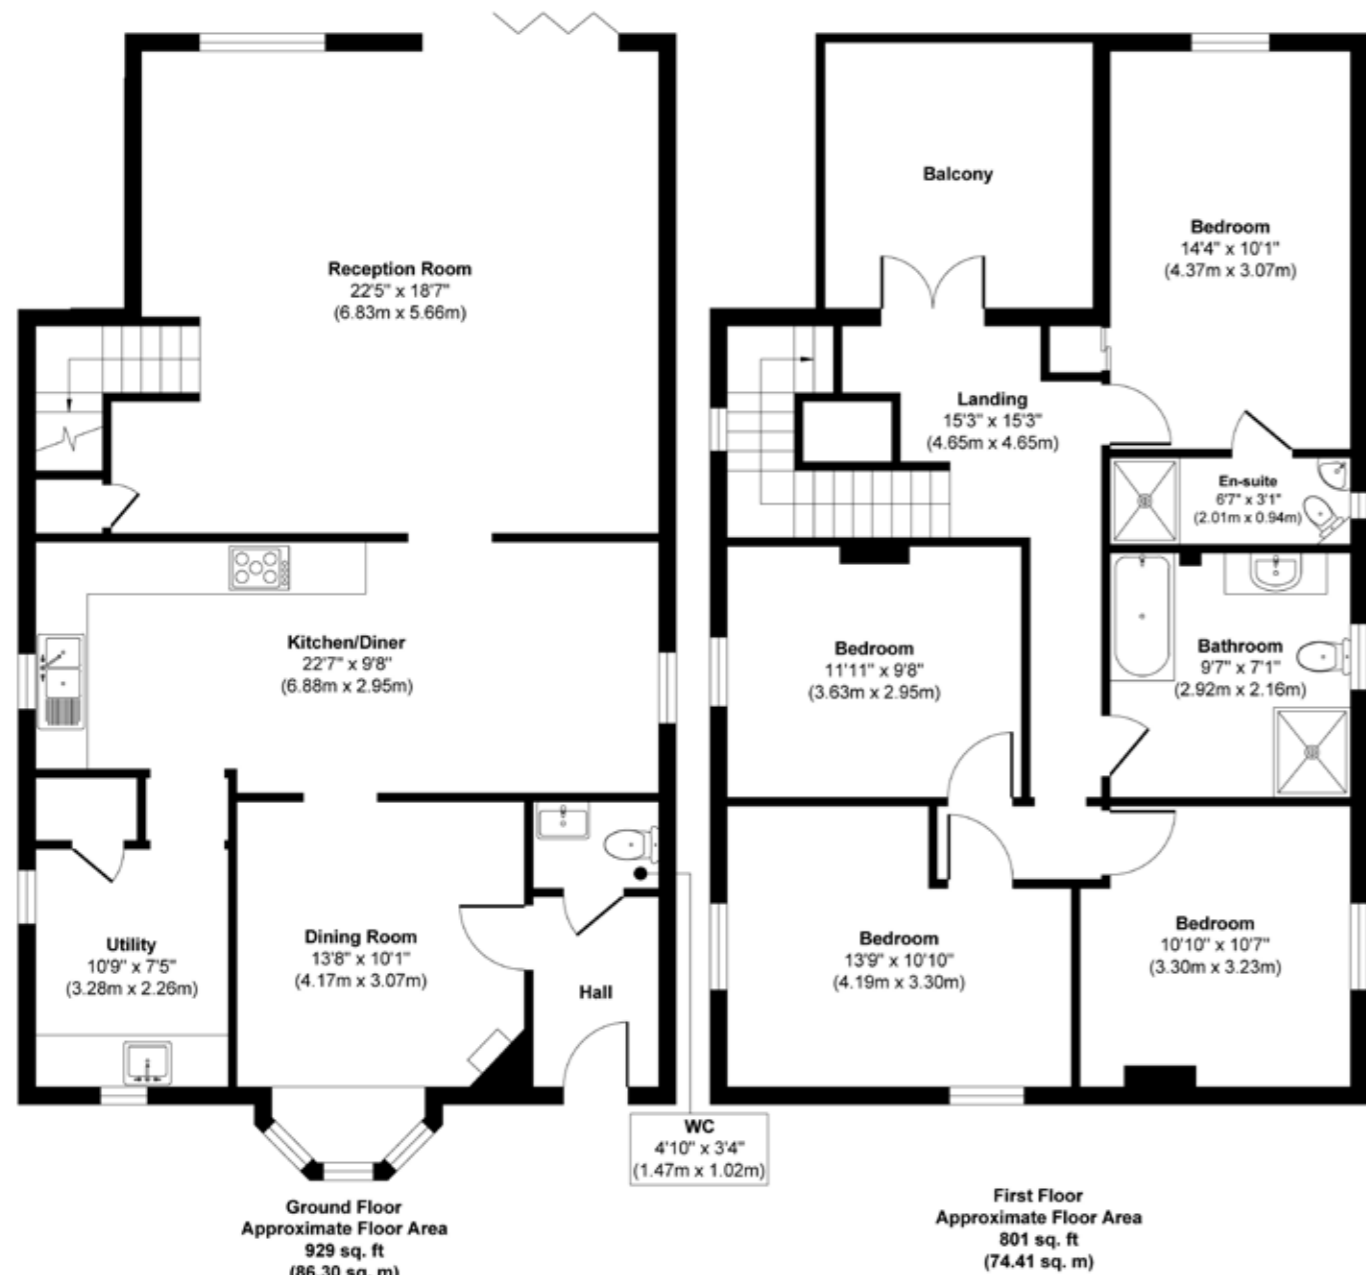 Reception Room
22'5" x 18'7"
(6.83m x 5.66m)
Kitchen/Diner
22'7" x 9'8"
(6.88m x 2.95m)
Utility
10'9" x 7'5"
(3.28m x 2.26m)
Dining Room
13'8" x 10'1"
(4.17m x 3.07m)
Hall
WC
4'10" x 3'4"
(1.47m x 1.02m)
Ground Floor
Approximate Floor Area
929 sq. ft
(86.30 sq. m)
Balcony
Bedroom
14'4" x 10'1"
(4.37m x 3.07m)
Landing
15'3" x 15'3"
(4.65m x 4.65m)
En-suite
6'7" x 3'1"
(2.01m x 0.94m)
Bedroom
11'11" x 9'8"
(3.63m x 2.95m)
Bathroom
9'7" x 7'1"
(2.92m x 2.16m)
Bedroom
13'9" x 10'10"
(4.19m x 3.30m)
Bedroom
10'10" x 10'7"
(3.30m x 3.23m)
First Floor
Approximate Floor Area
801 sq. ft
(74.41 sq. m)